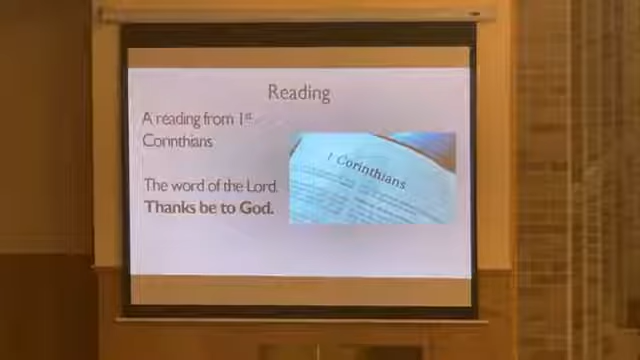 Reading
A reading from 1st
Corinthians
1 Corinthians
The word of the Lord.
Thanks be to God.